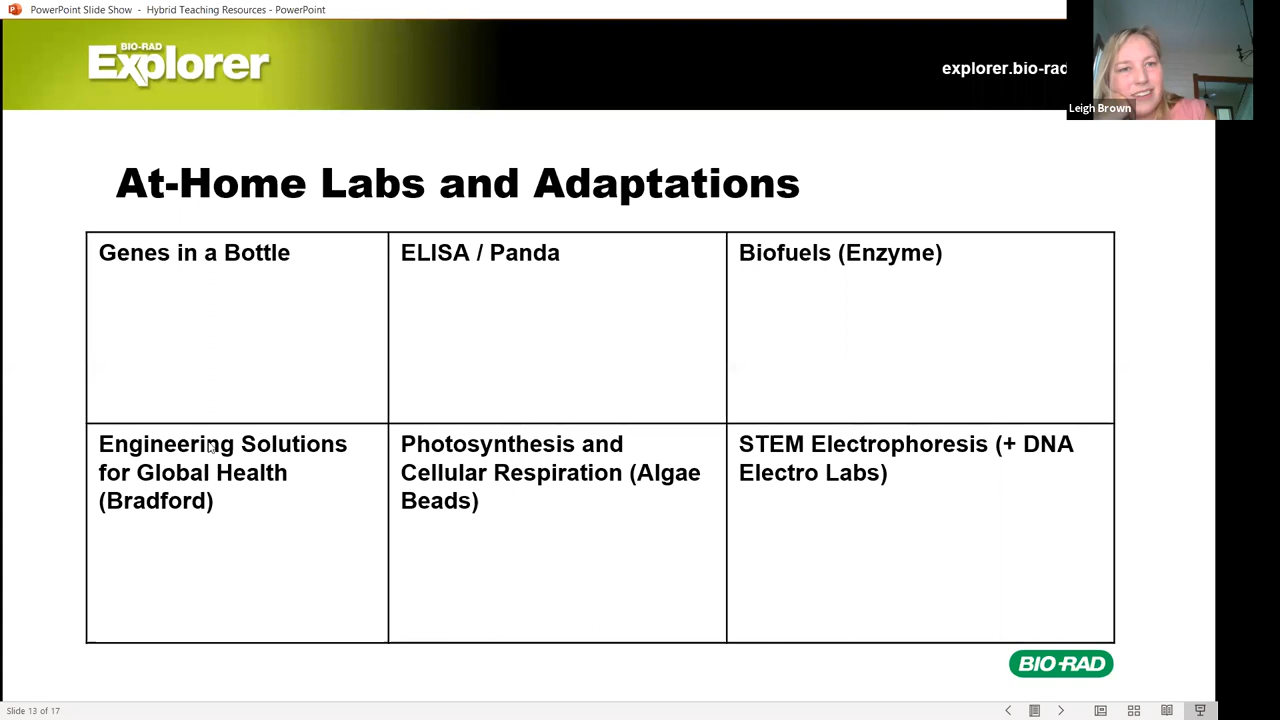 PowerPoint Slide Show - Hybrid Teaching Resources - PowerPoint
BIO-RAD
Explorer
explorer.bio-rad
Leigh Brown
At-Home Labs and Adaptations
Genes in a Bottle
ELISA / Panda
Biofuels (Enzyme)
Engineering Solutions
for Global Health
(Bradford)
Photosynthesis and
Cellular Respiration (Algae
Beads)
STEM Electrophoresis (+ DNA
Electro Labs)
BIO-RAD
Slide 13 of 17